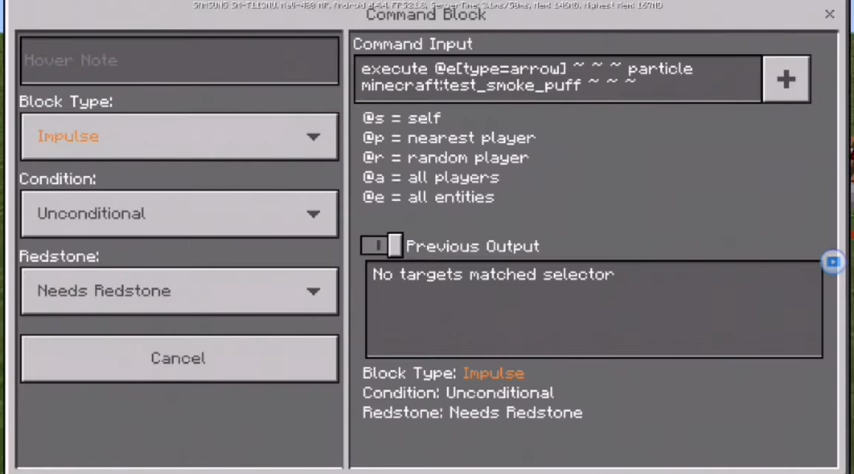 Command Block
Hover Note
Block Type:
Impulse
Condition:
Unconditional
Redstone:
Needs Redstone
Cancel
Command Input
execute @e[type=arrow] ~ ~ ~ particle
minecraft:test_smoke_puff ~ ~ ~
@s = self
@p = nearest player
@r = random player
@a = all players
@e = all entities
Previous Output
No targets matched selector
Block Type: Impulse
Condition: Unconditional
Redstone: Needs Redstone